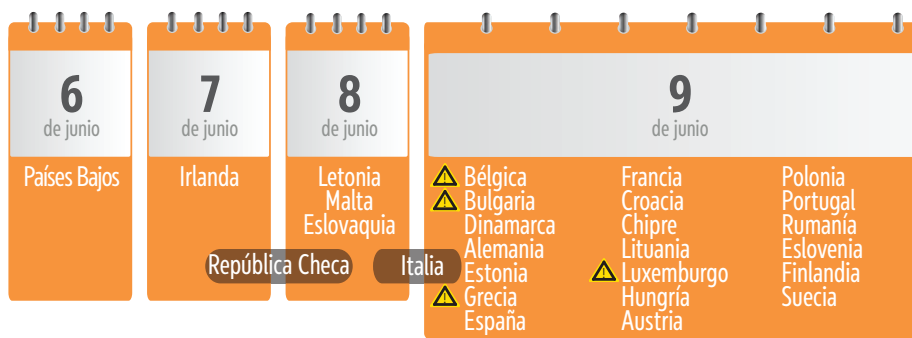 6
de junio
Países Bajos
7
de junio
Irlanda
8
de junio
Letonia
Malta
Eslovaquia
República Checa
Italia
9
de junio
Bélgica
Bulgaria
Dinamarca
Alemania
Estonia
Grecia
España
Francia
Croacia
Chipre
Lituania
Luxemburgo
Hungría
Austria
Polonia
Portugal
Rumanía
Eslovenia
Finlandia
Suecia